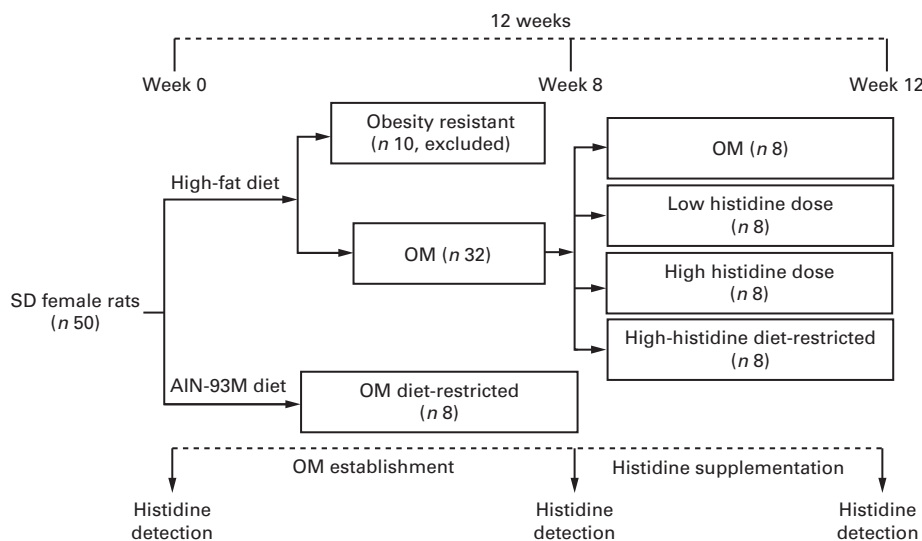 12 weeks
Week 0
Week 8
Week 12
Obesity resistant
(n 10, excluded)
OM (n 8)
High-fat diet
Low histidine dose
(n 8)
OM (n 32)
High histidine dose
(n 8)
SD female rats
(n 50)
High-histidine diet-restricted
(n 8)
AIN-93M diet
OM diet-restricted
(n 8)
OM establishment
Histidine supplementation
Histidine
detection
Histidine
detection
Histidine
detection